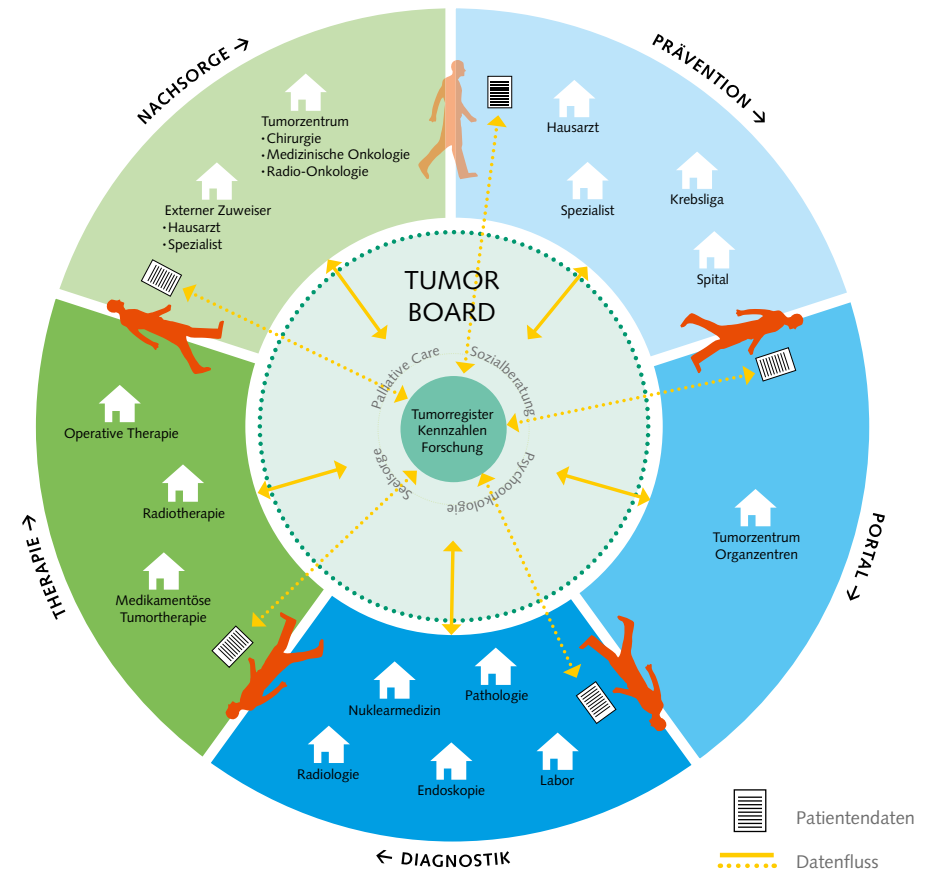 NACHSORGE →
PRÄVENTION →
Tumorzentrum
· Chirurgie
· Medizinische Onkologie
· Radio-Onkologie
Externer Zuweiser
· Hausarzt
· Spezialist
Hausarzt
Spezialist
Krebsliga
Spital
TUMOR
BOARD
Palliative Care
Sozialberatung
Psychoonkologie
Seelsorge
Tumorregister
Kennzahlen
Forschung
Operative Therapie
Radiotherapie
Medikamentöse
Tumortherapie
THERAPIE →
Tumorzentrum
Organzentren
PORTAL →
Nuklearmedizin
Pathologie
Radiologie
Endoskopie
Labor
← DIAGNOSTIK
Patientendaten
Datenfluss